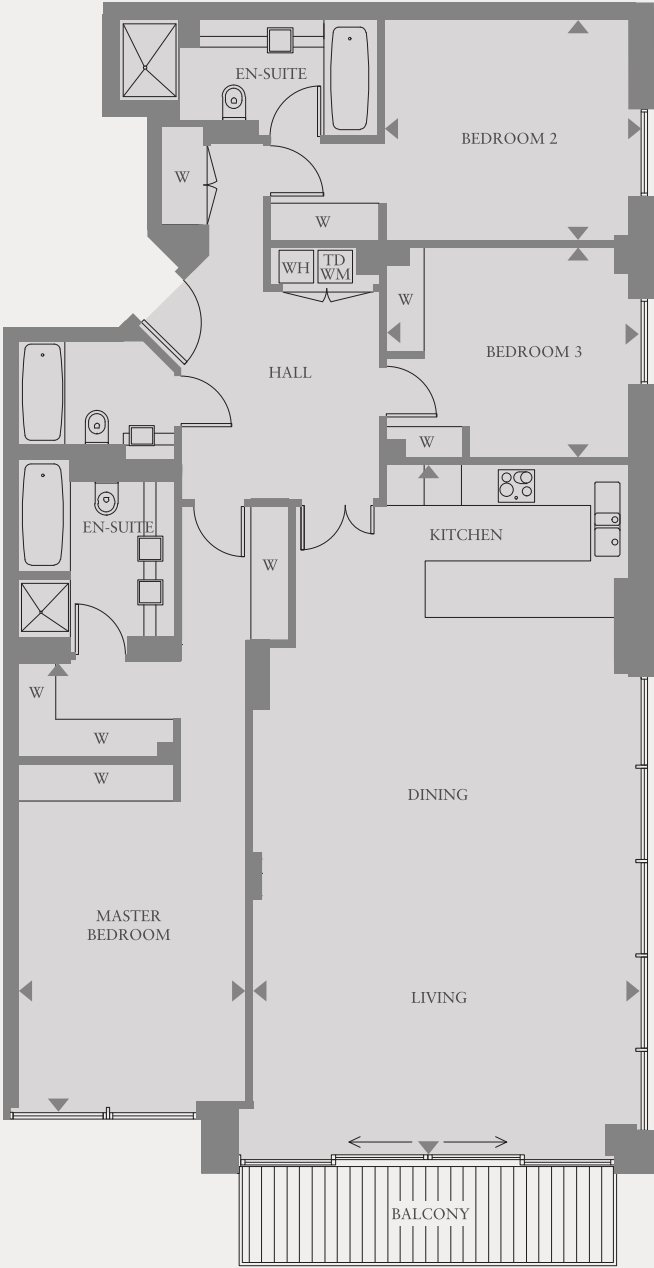 EN-SUITE
BEDROOM 2
W
W
WH
TD
WM
W
BEDROOM 3
HALL
W
EN-SUITE
KITCHEN
W
W
W
W
DINING
MASTER
BEDROOM
LIVING
BALCONY